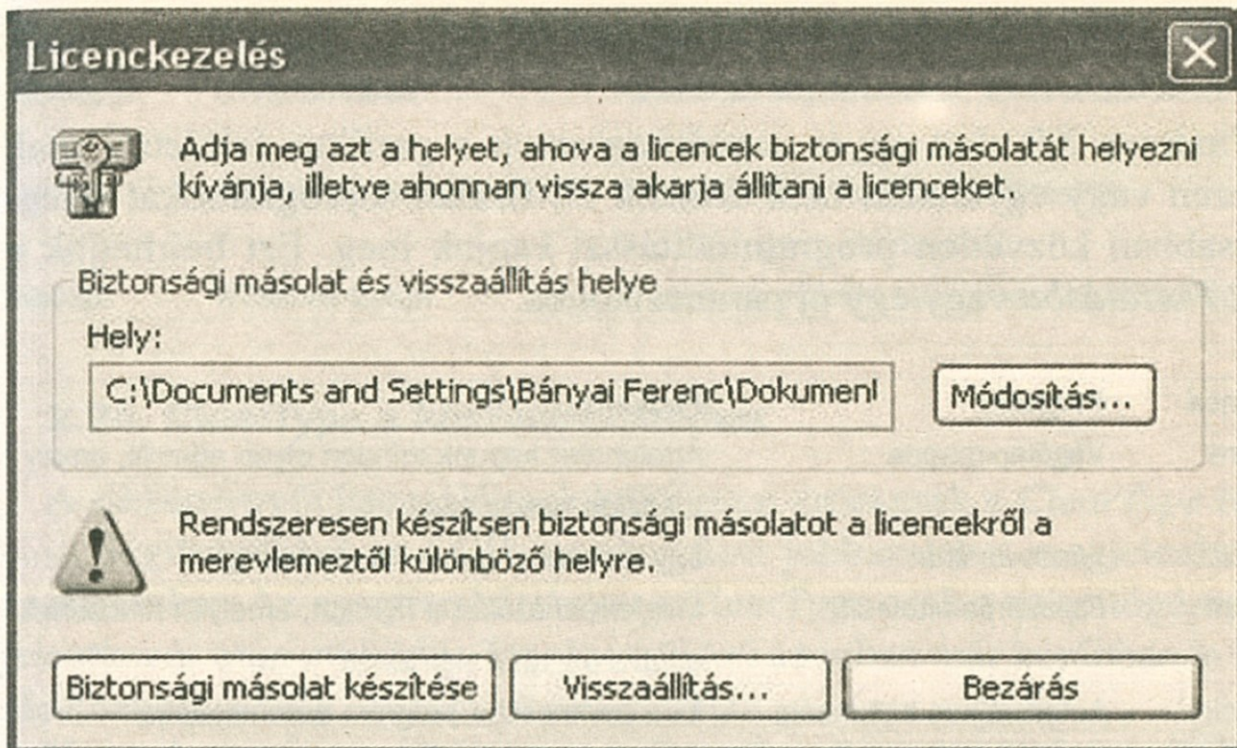 Licenckezelés
Adja meg azt a helyet, ahova a licencek biztonsági másolatát helyezni
kívánja, illetve ahonnan vissza akarja állítani a licenceket.
Biztonsági másolat és visszaállítás helye
Hely:
C:\Documents and Settings\Bányai Ferenc\Dokument
Módosítás...
Rendszeresen készítsen biztonsági másolatot a licencekről a
merevlemeztől különböző helyre.
Biztonsági másolat készítése
Visszaállítás...
Bezárás